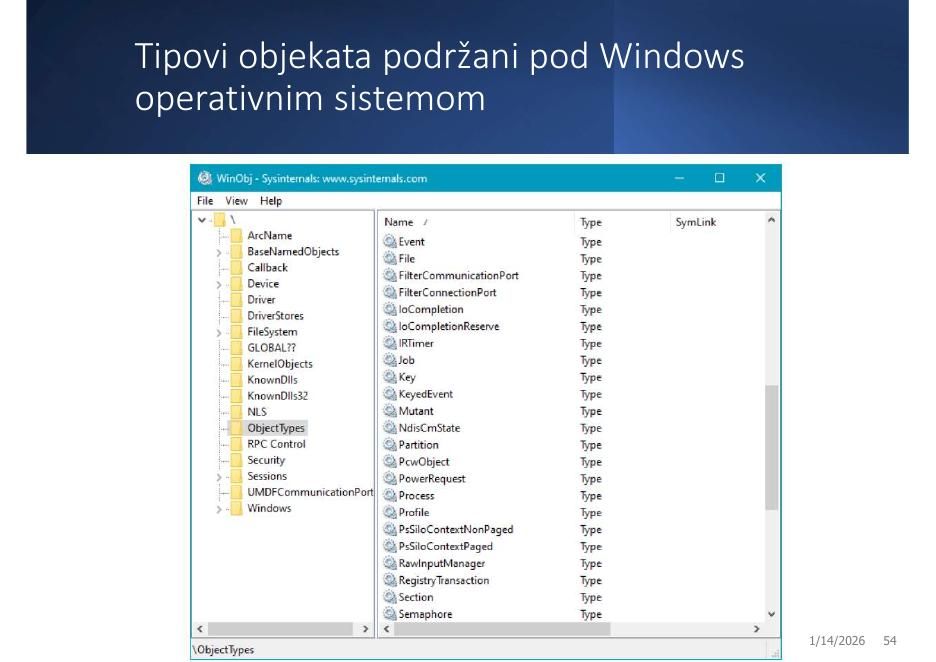 Tipovi objekata podržani pod Windows
operativnim sistemom
WinObj - Sysinternals: www.sysinternals.com
File View Help
\
ArcName
BaseNamedObjects
Callback
Device
Driver
DriverStores
FileSystem
GLOBAL??
KernelObjects
KnownDlls
KnownDlls32
NLS
ObjectTypes
RPC Control
Security
Sessions
UMDFCommunicationPort
Windows
Name / Type SymLink
Event Type
File Type
FilterCommunicationPort Type
FilterConnectionPort Type
IoCompletion Type
IoCompletionReserve Type
IRTimer Type
Job Type
Key Type
KeyedEvent Type
Mutant Type
NdisCmState Type
Partition Type
PcwObject Type
PowerRequest Type
Process Type
Profile Type
PsSiloContextNonPaged Type
PsSiloContextPaged Type
RawInputManager Type
RegistryTransaction Type
Section Type
Semaphore Type
\ObjectTypes
1/14/2026 54